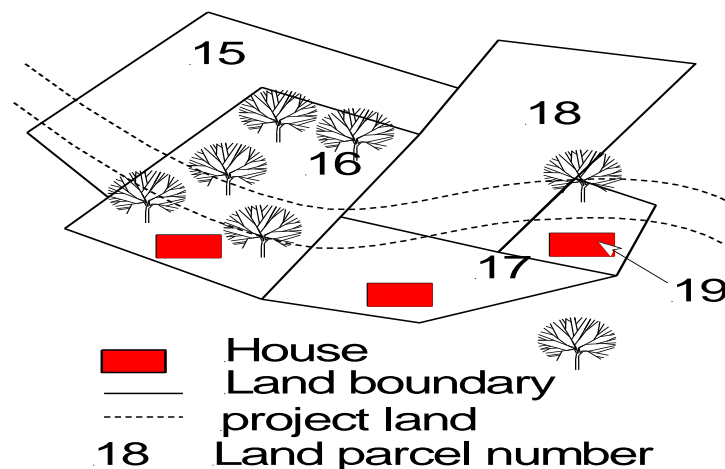 15
18
16
17
19
House
Land boundary
project land
18 Land parcel number